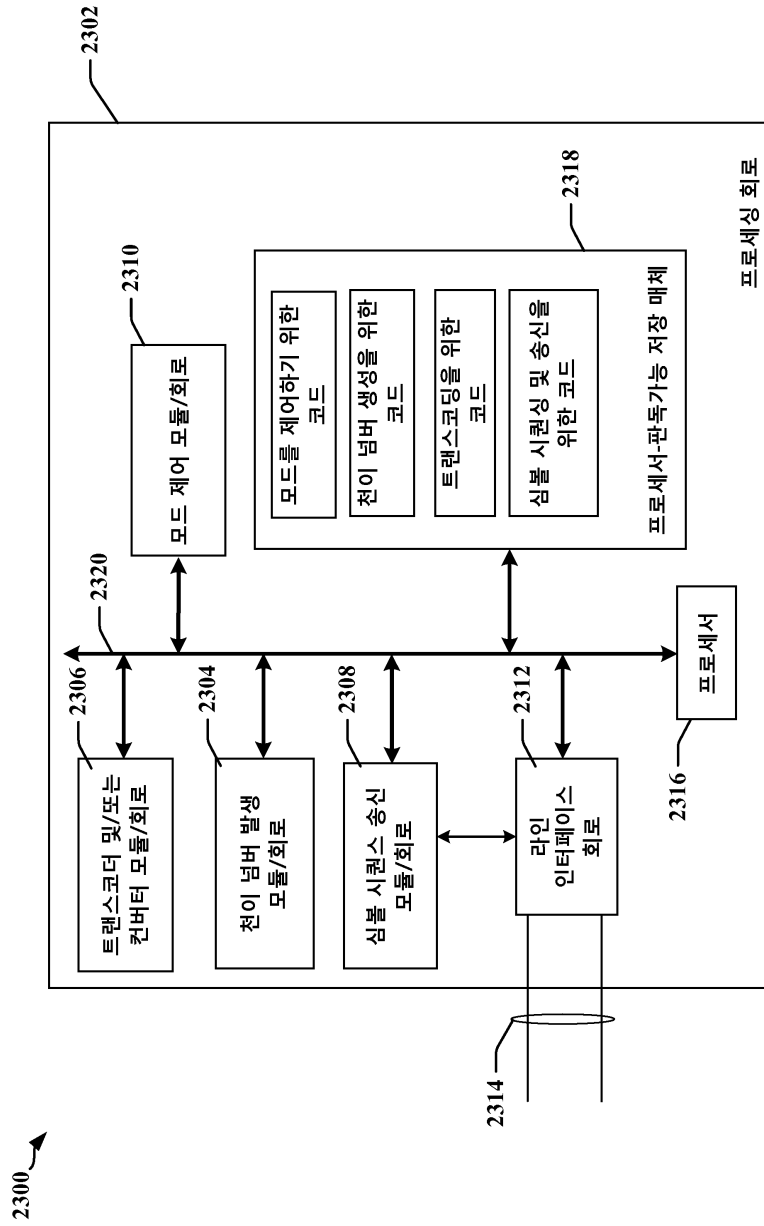 2300
2302
2306
트랜스코더 및/또는
컨버터 모듈/회로
2304
천이 넘버 발생
모듈/회로
2308
심볼 시퀀스 송신
모듈/회로
2312
라인
인터페이스
회로
2314
2320
2310
모드 제어 모듈/회로
2318
모드를 제어하기 위한
코드
천이 넘버 생성을 위한
코드
트랜스코딩을 위한
코드
심볼 시퀀싱 및 송신을
위한 코드
프로세서-판독가능 저장 매체
2316
프로세서
프로세싱 회로